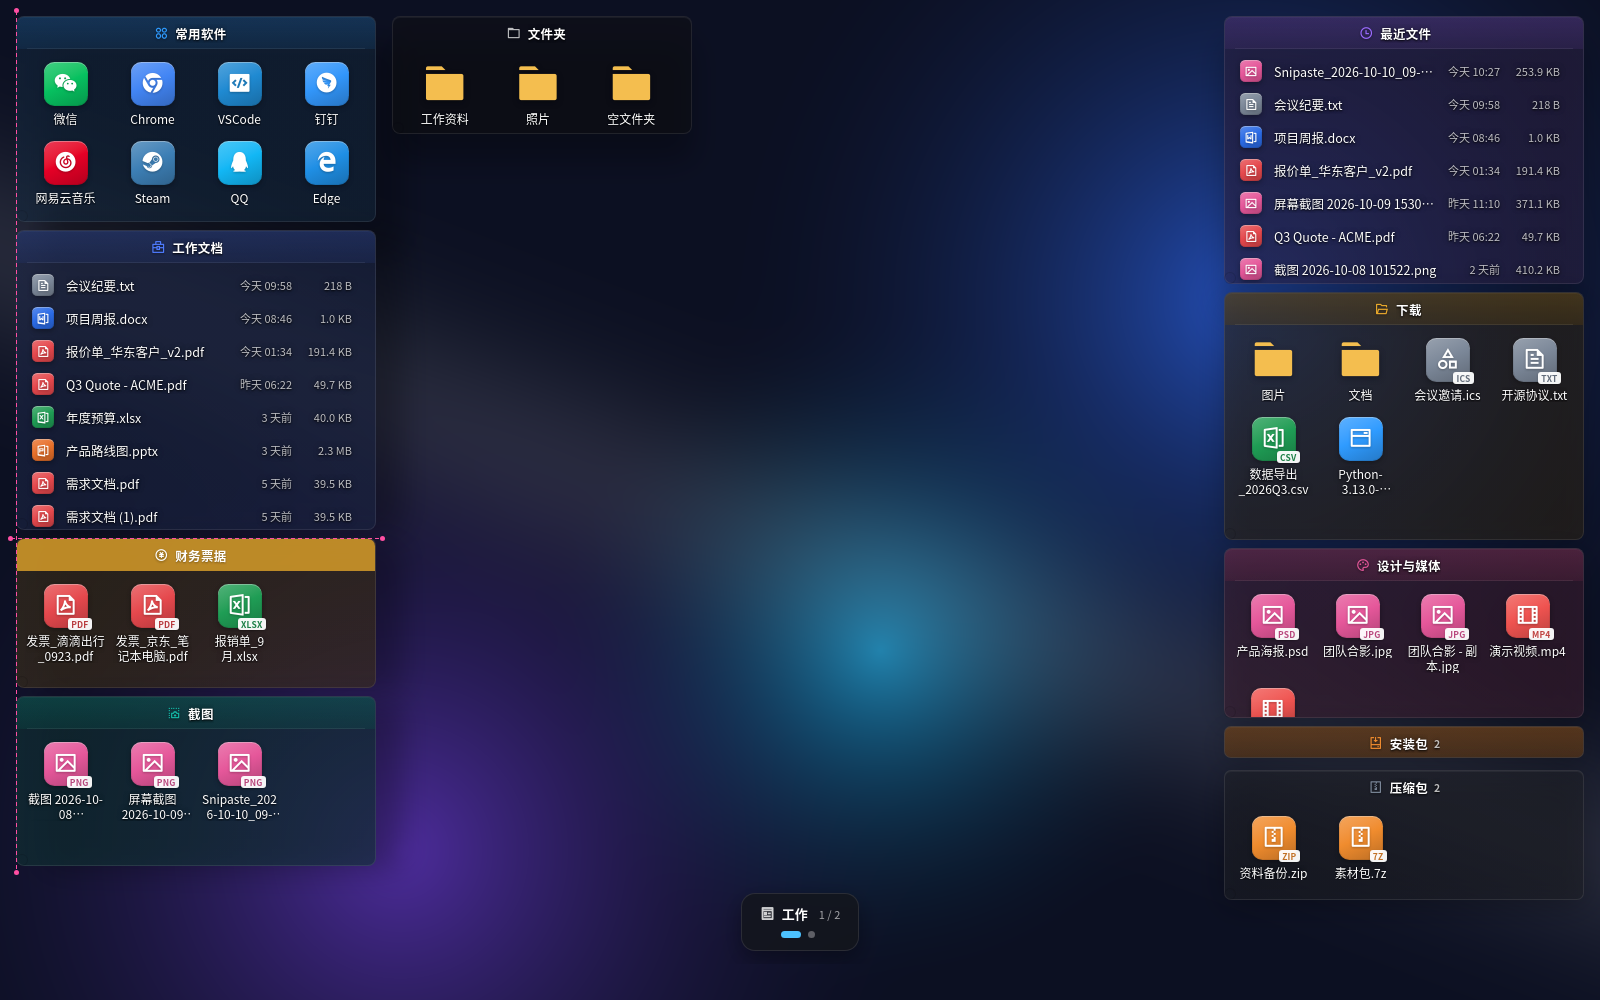 常用软件
微信
Chrome
VSCode
钉钉
网易云音乐
Steam
QQ
Edge
工作文档
会议纪要.txt 今天 09:58 218 B
项目周报.docx 今天 08:46 1.0 KB
报价单_华东客户_v2.pdf 今天 01:34 191.4 KB
Q3 Quote - ACME.pdf 昨天 06:22 49.7 KB
年度预算.xlsx 3 天前 40.0 KB
产品路线图.pptx 3 天前 2.3 MB
需求文档.pdf 5 天前 39.5 KB
需求文档 (1).pdf 5 天前 39.5 KB
财务票据
PDF
PDF
XLSX
发票_滴滴出行
_0923.pdf
发票_京东_笔
记本电脑.pdf
报销单_9
月.xlsx
截图
PNG
PNG
PNG
截图 2026-10-
08…
屏幕截图
2026-10-09…
Snipaste_202
6-10-10_09-…
文件夹
工作资料
照片
空文件夹
工作 1 / 2
最近文件
Snipaste_2026-10-10_09-… 今天 10:27 253.9 KB
会议纪要.txt 今天 09:58 218 B
项目周报.docx 今天 08:46 1.0 KB
报价单_华东客户_v2.pdf 今天 01:34 191.4 KB
屏幕截图 2026-10-09 1530… 昨天 11:10 371.1 KB
Q3 Quote - ACME.pdf 昨天 06:22 49.7 KB
截图 2026-10-08 101522.png 2 天前 410.2 KB
下载
图片
文档
ICS
会议邀请.ics
TXT
开源协议.txt
CSV
数据导出
_2026Q3.csv
Python-
3.13.0-…
设计与媒体
PSD
JPG
JPG
MP4
产品海报.psd
团队合影.jpg
团队合影 - 副
本.jpg
演示视频.mp4
安装包 2
压缩包 2
ZIP
7Z
资料备份.zip
素材包.7z